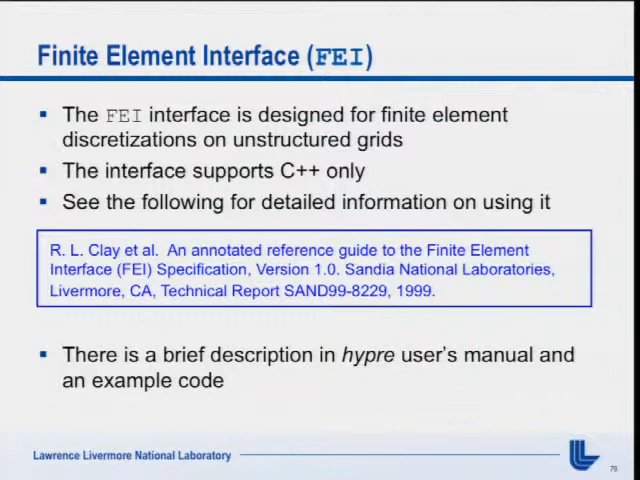 Finite Element Interface (FEI)
▪ The FEI interface is designed for finite element
discretizations on unstructured grids
▪ The interface supports C++ only
▪ See the following for detailed information on using it
R. L. Clay et al. An annotated reference guide to the Finite Element
Interface (FEI) Specification, Version 1.0. Sandia National Laboratories,
Livermore, CA, Technical Report SAND99-8229, 1999.
▪ There is a brief description in hypre user's manual and
an example code
Lawrence Livermore National Laboratory